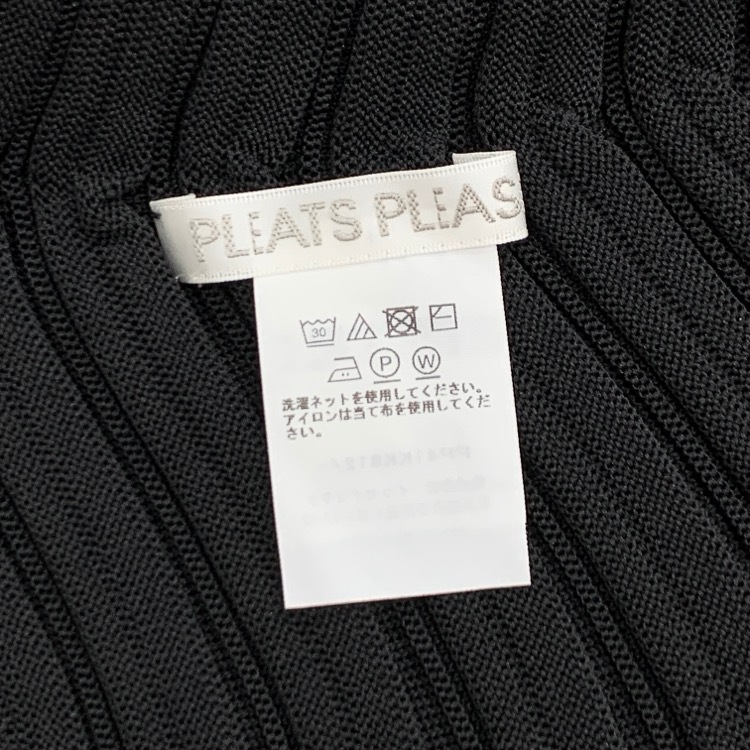 PLEATS PLEAS
30
P W
洗濯ネットを使用してください。
アイロンは当て布を使用してくだ
さい。